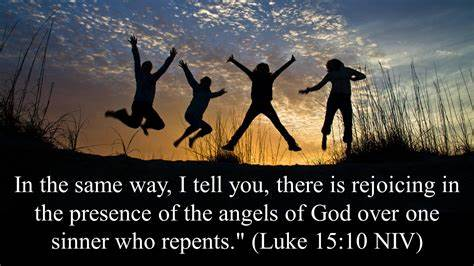 In the same way, I tell you, there is rejoicing in
the presence of the angels of God over one
sinner who repents." (Luke 15:10 NIV)